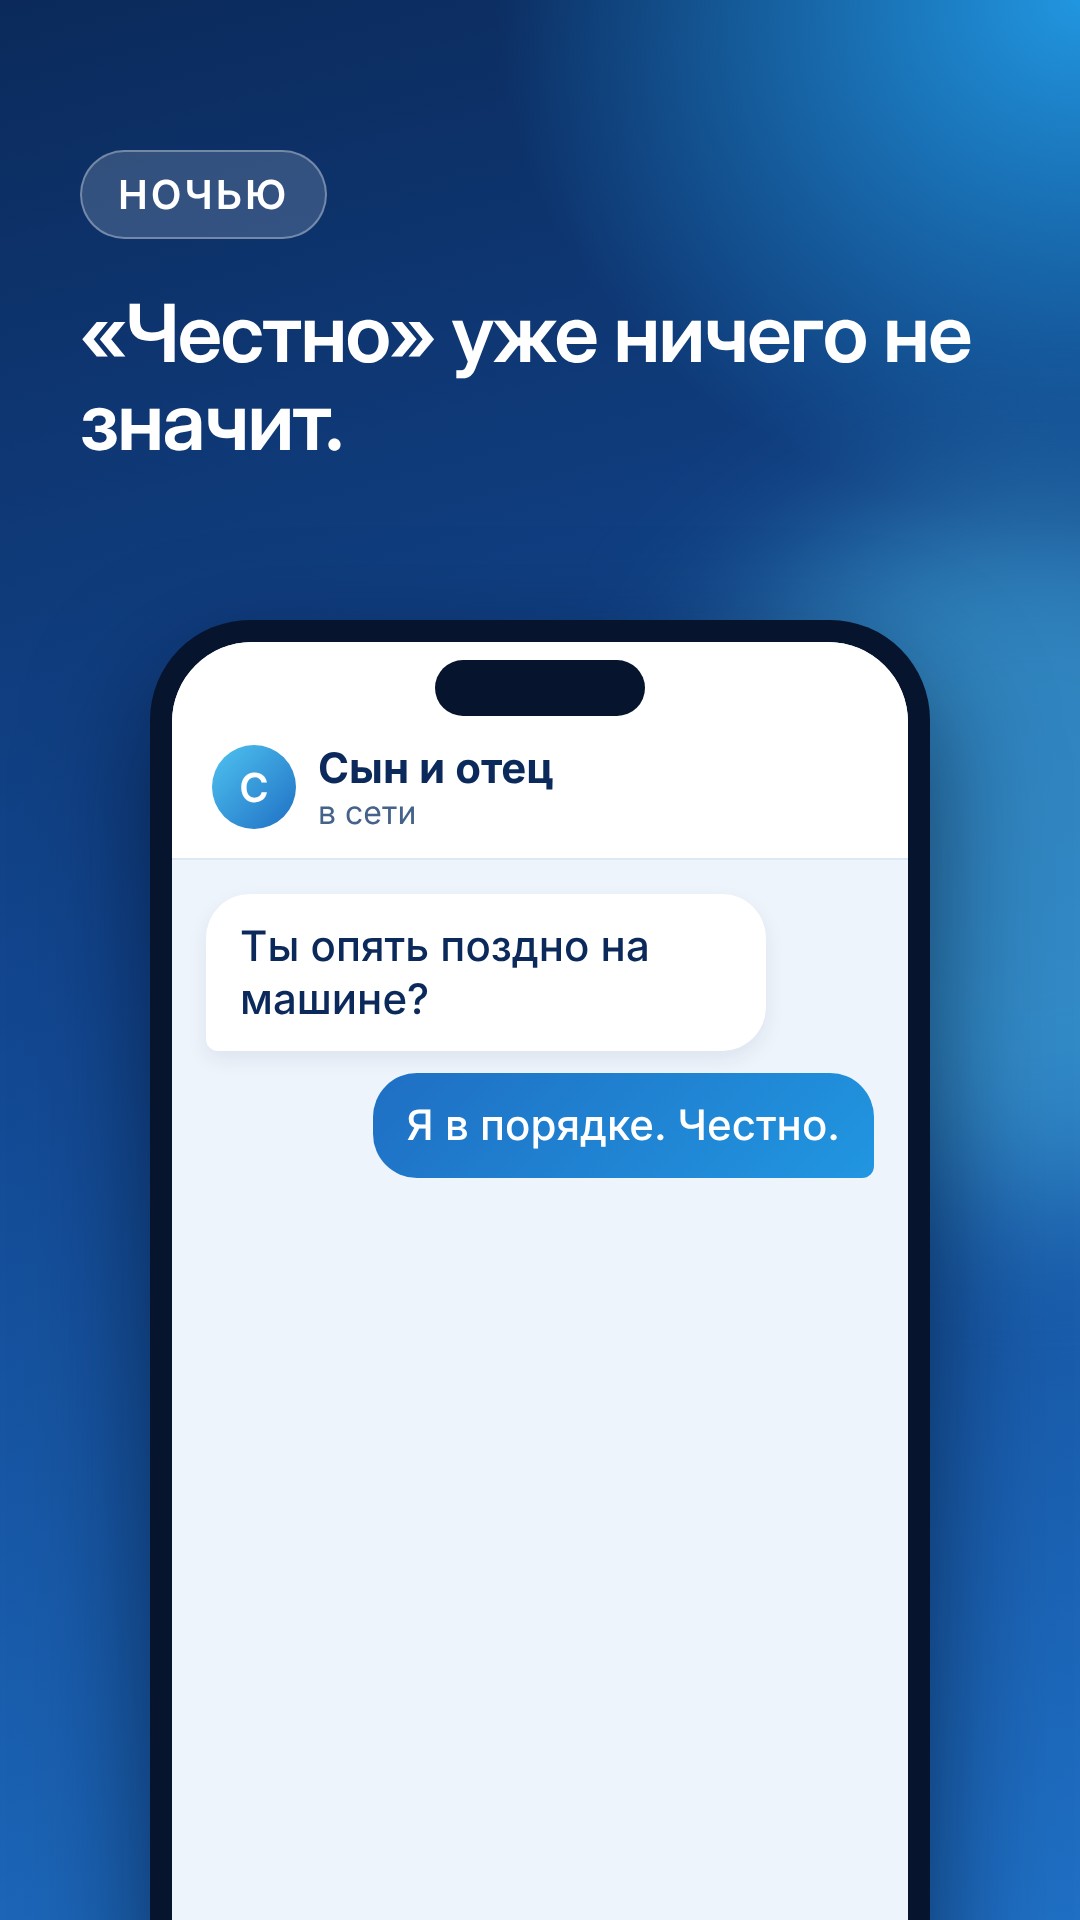 НОЧЬЮ
«Честно» уже ничего не
значит.
С
Сын и отец
в сети
Ты опять поздно на
машине?
Я в порядке. Честно.